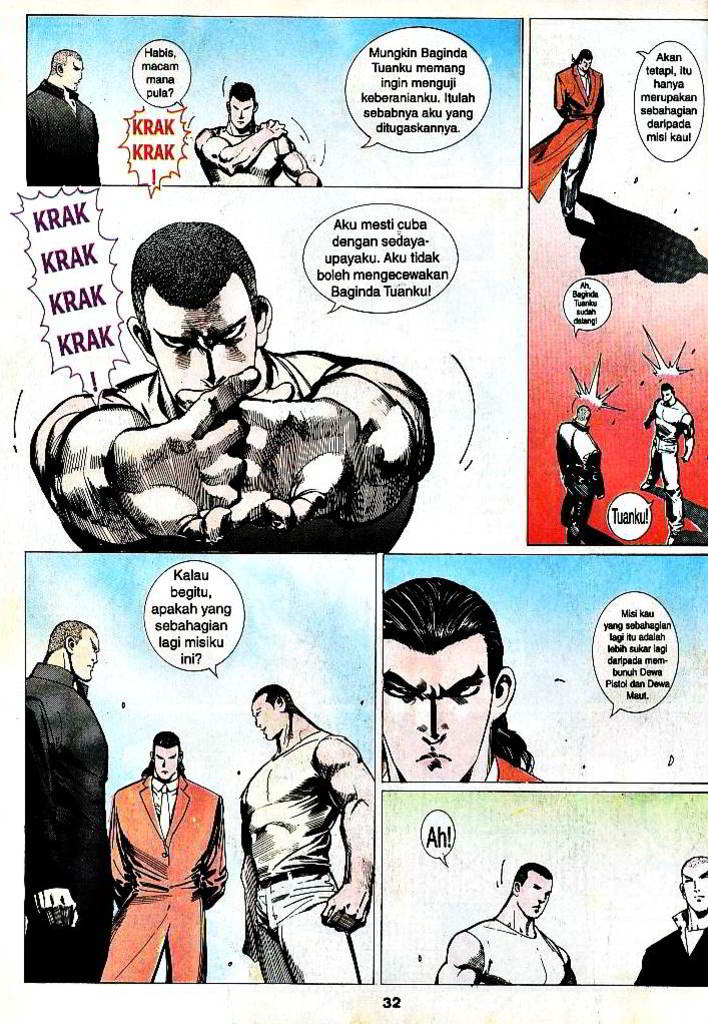 Habis,
macam
mana
pula?
KRAK
KRAK
!
Mungkin Baginda
Tuanku memang
ingin menguji
keberanianku. Itulah
sebabnya aku yang
ditugaskannya.
KRAK
KRAK
KRAK
KRAK
!
Aku mesti cuba
dengan sedaya-
upayaku. Aku tidak
boleh mengecewakan
Baginda Tuanku!
Akan
tetapi, itu
hanya
merupakan
sebahagian
daripada
misi kau!
Ah,
Baginda
Tuanku
sudah
datang!
Tuanku!
Kalau
begitu,
apakah yang
sebahagian
lagi misiku
ini?
Misi kau
yang sebahagian
lagi itu adalah
lebih sukar lagi
daripada mem-
bunuh Dewa
Pistol dan Dewa
Maut.
Ah!
32